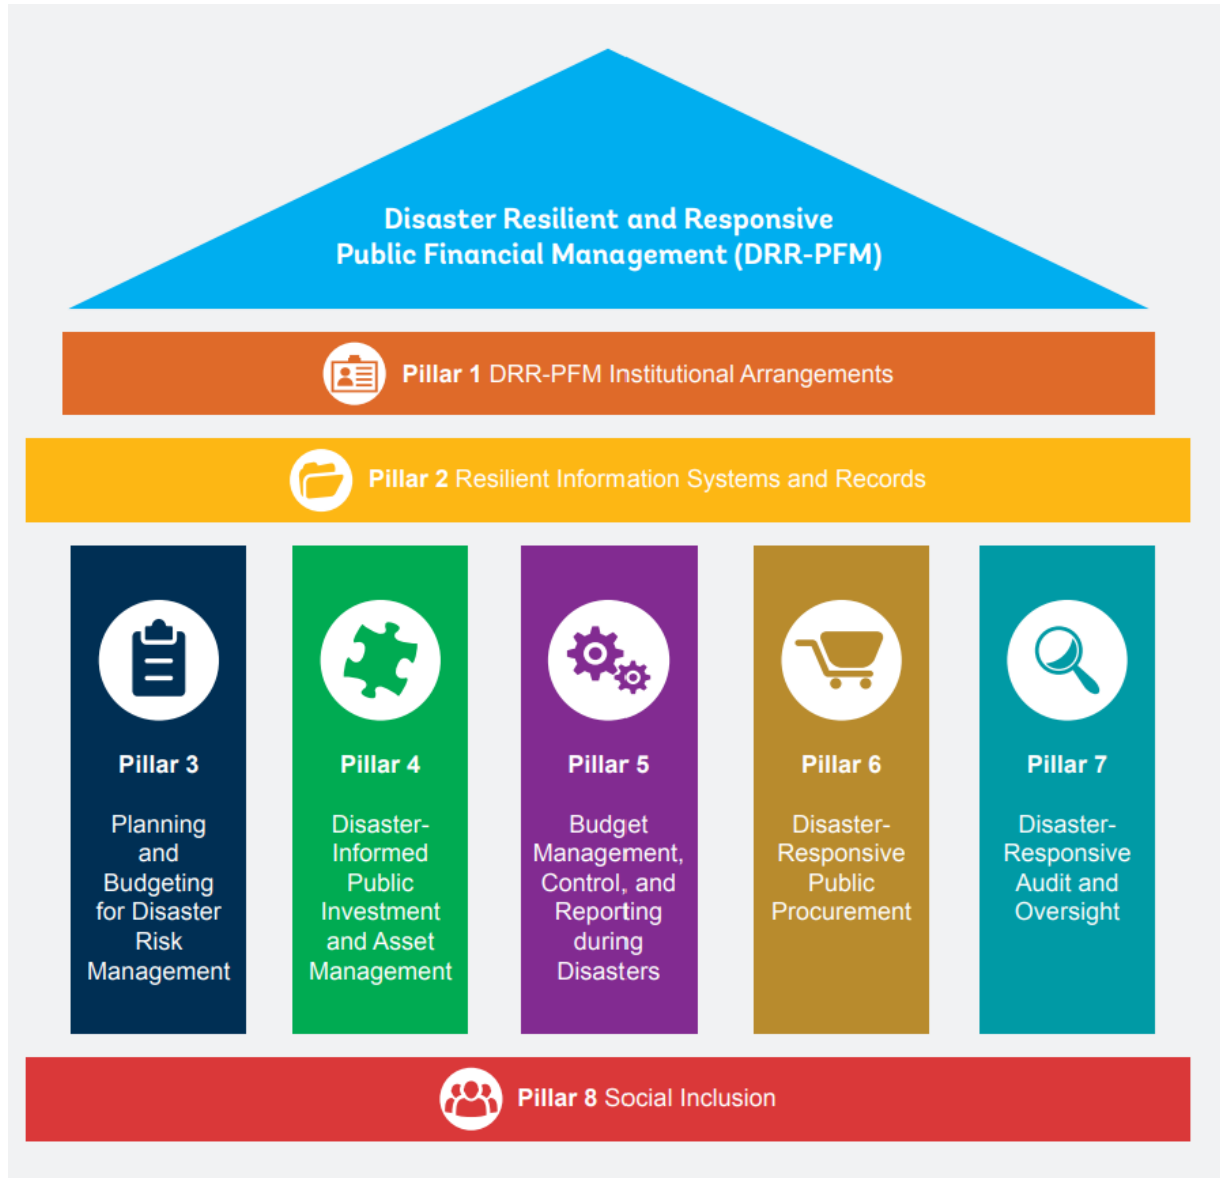 Disaster Resilient and Responsive
Public Financial Management (DRR-PFM)
Pillar 1 DRR-PFM Institutional Arrangements
Pillar 2 Resilient Information Systems and Records
Pillar 3
Planning
and
Budgeting
for Disaster
Risk
Management
Pillar 4
Disaster-
Informed
Public
Investment
and Asset
Management
Pillar 5
Budget
Management,
Control, and
Reporting
during
Disasters
Pillar 6
Disaster-
Responsive
Public
Procurement
Pillar 7
Disaster-
Responsive
Audit and
Oversight
Pillar 8 Social Inclusion